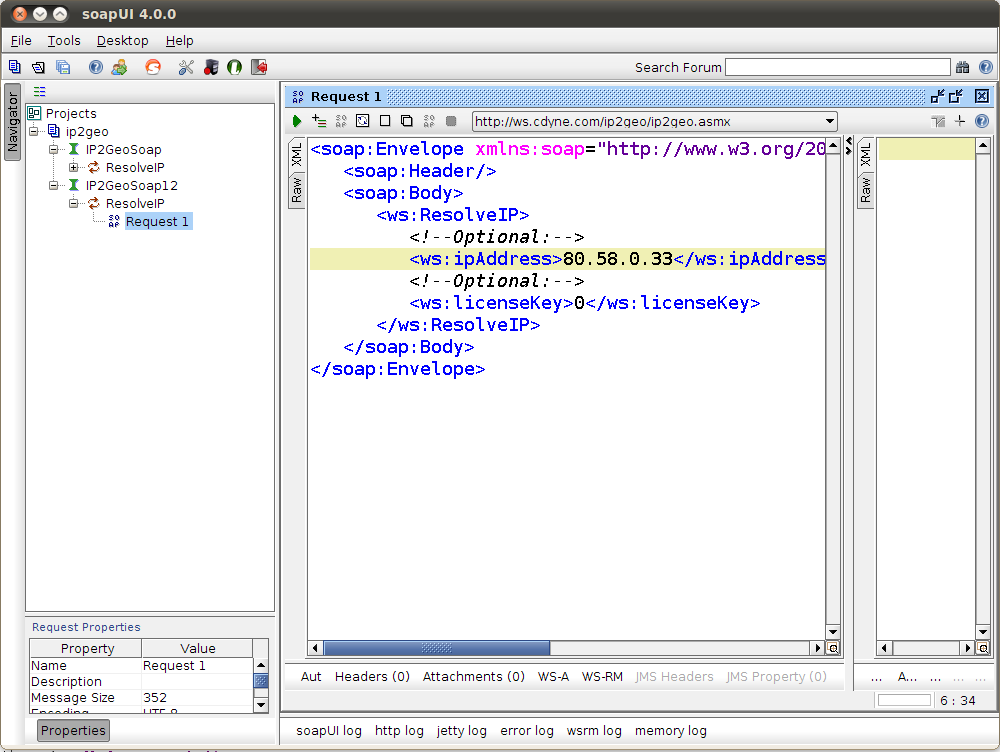 soapUI 4.0.0
File Tools Desktop Help
Search Forum
Navigator
Projects
ip2geo
IP2GeoSoap
ResolveIP
IP2GeoSoap12
ResolveIP
SO AP Request 1
SO AP Request 1
http://ws.cdyne.com/ip2geo/ip2geo.asmx
XML
Raw
<soap:Envelope xmlns:soap="http://www.w3.org/20
<soap:Header/>
<soap:Body>
<ws:ResolveIP>
<!--Optional:-->
<ws:ipAddress>80.58.0.33</ws:ipAddress
<!--Optional:-->
<ws:licenseKey>0</ws:licenseKey>
</ws:ResolveIP>
</soap:Body>
</soap:Envelope>
XML
Raw
Aut Headers (0) Attachments (0) WS-A WS-RM JMS Headers JMS Property (0)
... A... ... ... ...
6 : 34
Request Properties
Property Value
Name Request 1
Description
Message Size 352
Encoding UTF-8
Properties
soapUI log http log jetty log error log wsrm log memory log